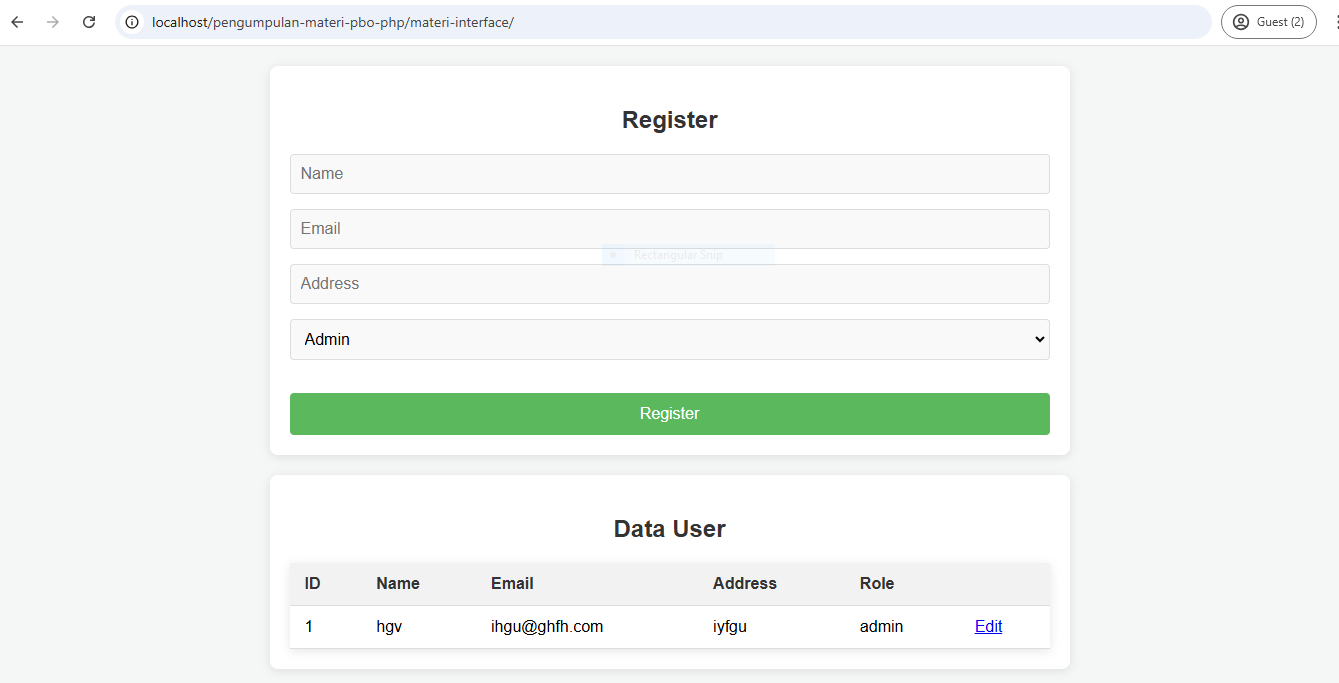 localhost/pengumpulan-materi-pbo-php/materi-interface/
Guest (2)
Register
Name
Email
Rectangular Snip
Address
Admin
Register
Data User
ID Name Email Address Role
1 hgv ihgu@ghfh.com iyfgu admin Edit